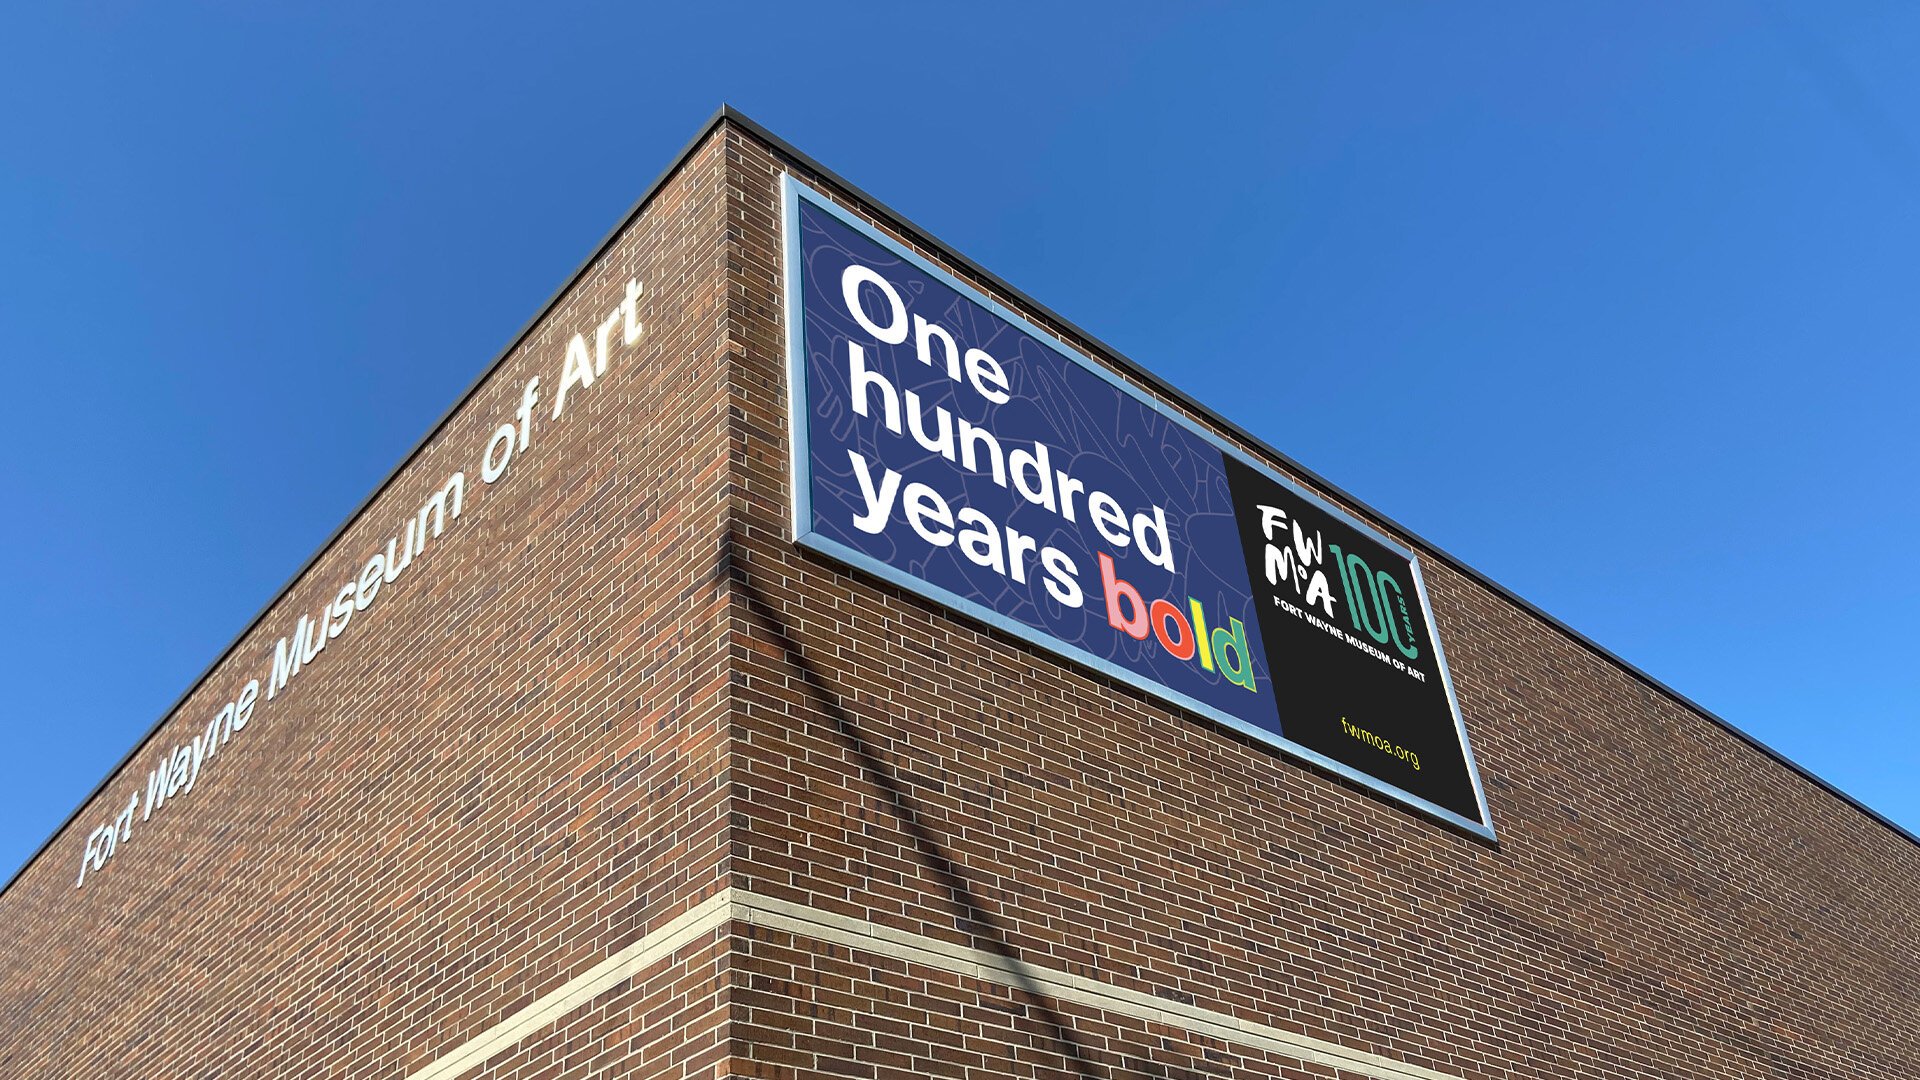 Fort Wayne Museum of Art
One
hundred
years bold
FW
MoA
100
YEARS
FORT WAYNE MUSEUM OF ART
fwmoa.org